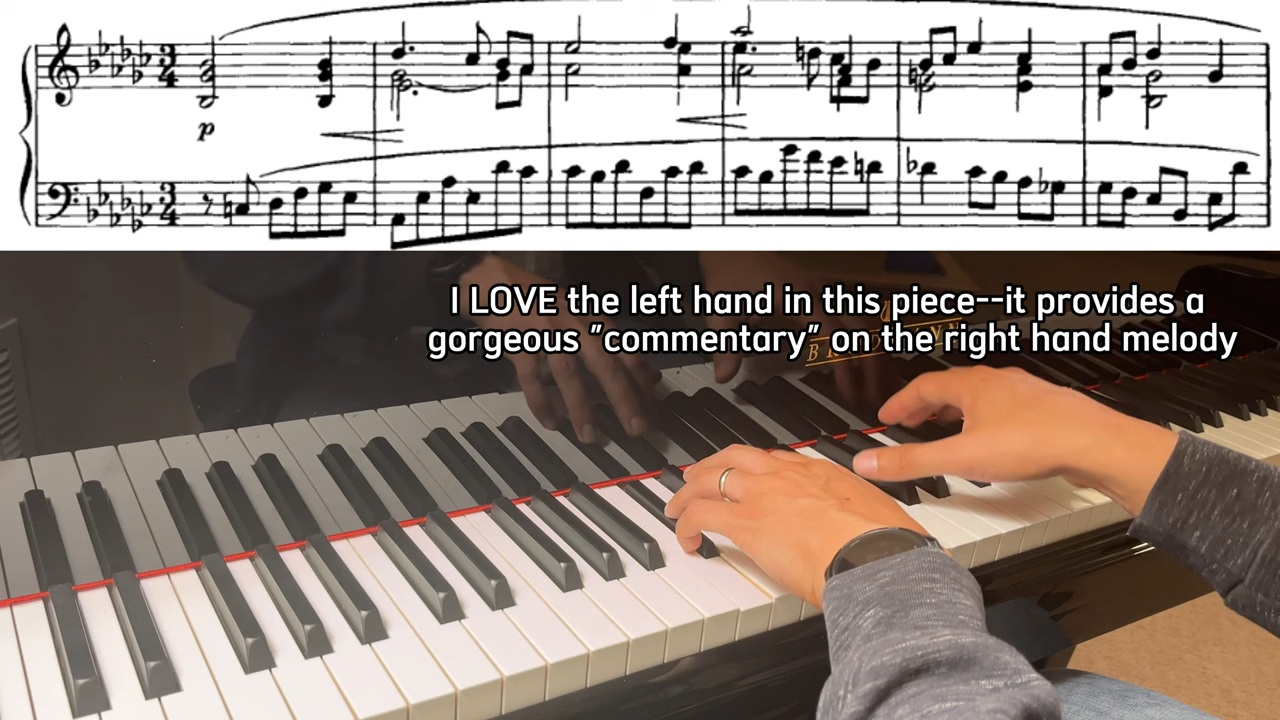 p
I LOVE the left hand in this piece--it provides a
gorgeous "commentary" on the right hand melody